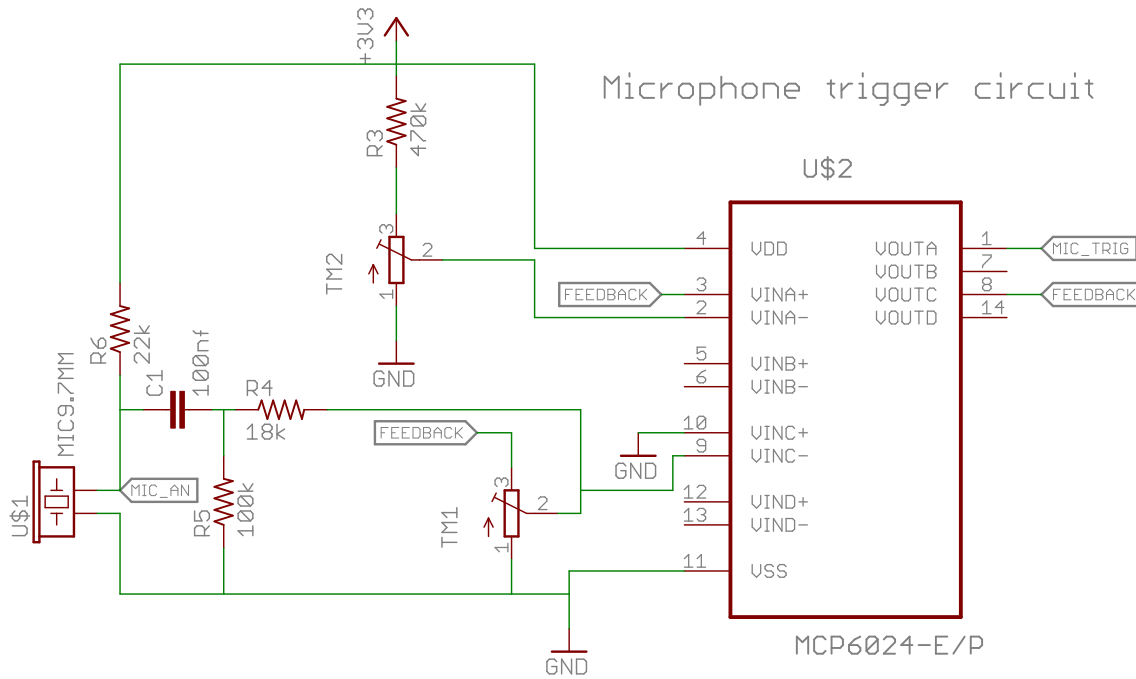 +3V3
Microphone trigger circuit
R3
470k
U$2
TM2
3
2
1
GND
4
VDD
VOUTA
1
MIC_TRIG
VOUTB
7
FEEDBACK
3
VINA+
VOUTC
8
FEEDBACK
2
VINA-
VOUTD
14
R6
22k
5
VINB+
6
VINB-
MIC9.7MM
C1
100nf
R4
18k
FEEDBACK
10
VINC+
9
VINC-
GND
U$1
MIC_AN
R5
100k
TM1
3
2
1
12
VIND+
13
VIND-
11
VSS
GND
MCP6024-E/P